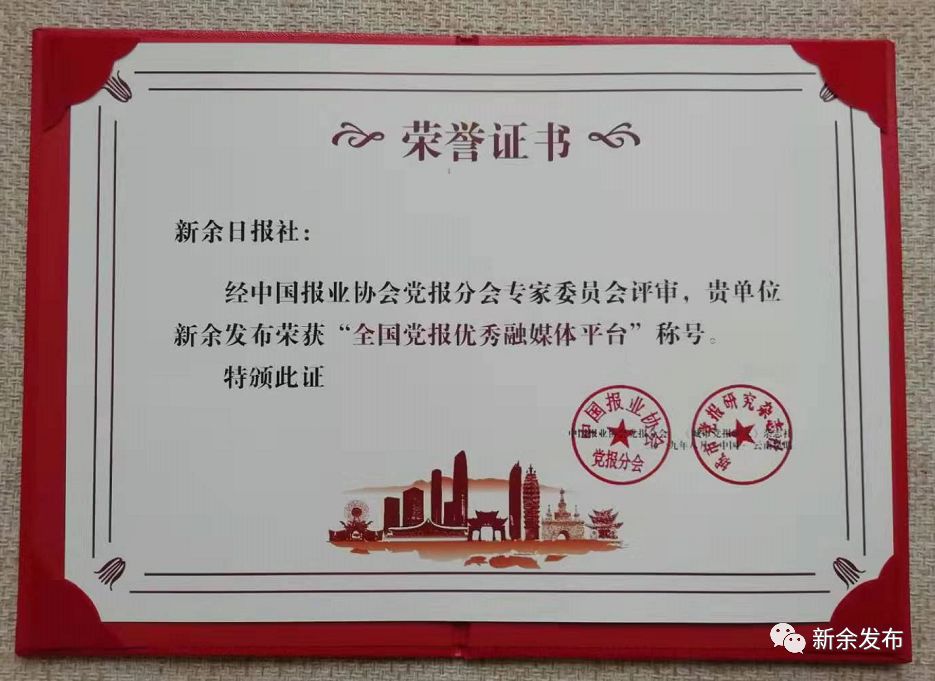 荣誉证书
新余日报社：
经中国报业协会党报分会专家委员会评审，贵单位
新余发布荣获“全国党报优秀融媒体平台”称号。
特颁此证
中国报业协会
党报分会
城市党报研究杂志社
新余发布